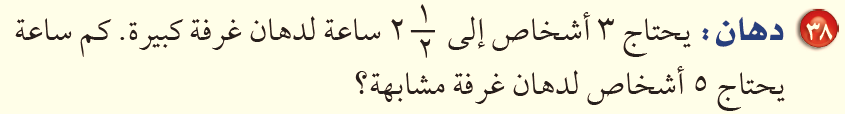 ٣٨ دهان: يحتاج ٣ أشخاص إلى ٢ ١/٢ ساعة لدهان غرفة كبيرة. كم ساعة
يحتاج ٥ أشخاص لدهان غرفة مشابهة؟